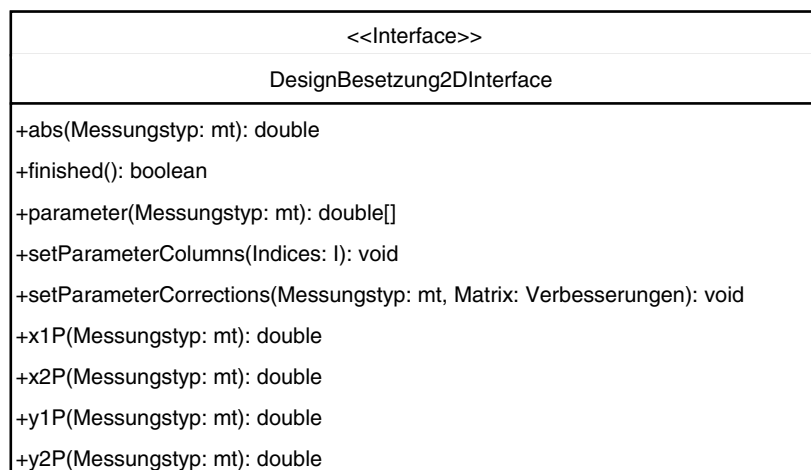 <<Interface>>
DesignBesetzung2DInterface
+abs(Messungstyp: mt): double
+finished(): boolean
+parameter(Messungstyp: mt): double[]
+setParameterColumns(Indices: I): void
+setParameterCorrections(Messungstyp: mt, Matrix: Verbesserungen): void
+x1P(Messungstyp: mt): double
+x2P(Messungstyp: mt): double
+y1P(Messungstyp: mt): double
+y2P(Messungstyp: mt): double